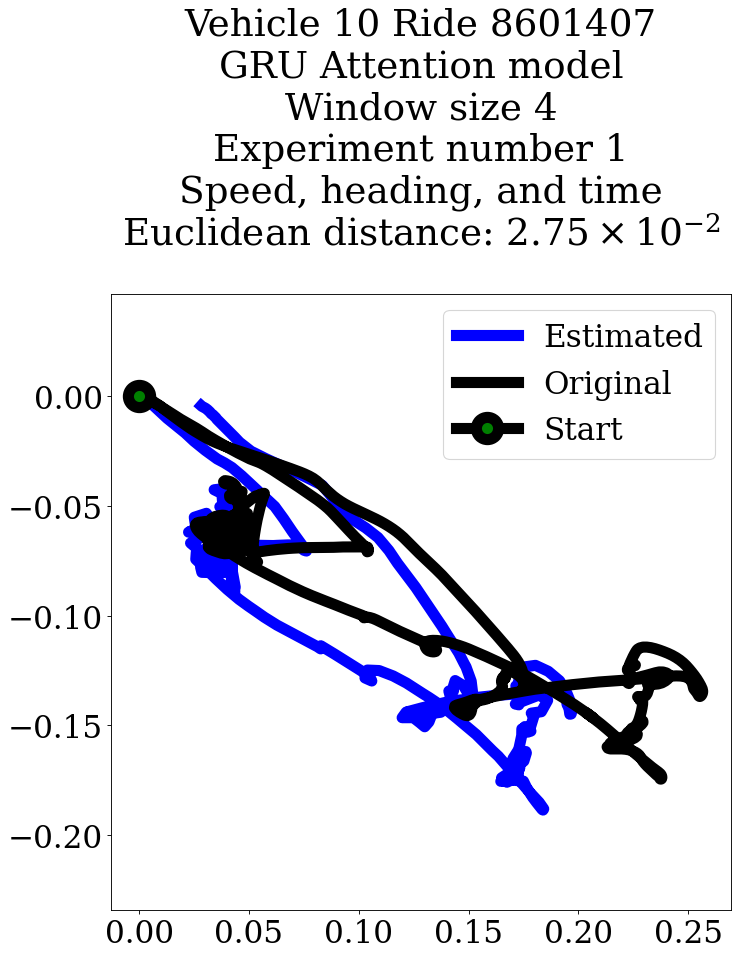 Vehicle 10 Ride 8601407
GRU Attention model
Window size 4
Experiment number 1
Speed, heading, and time
Euclidean distance: 2.75 × 10⁻²
Estimated
Original
Start
0.00
−0.05
−0.10
−0.15
−0.20
0.00 0.05 0.10 0.15 0.20 0.25